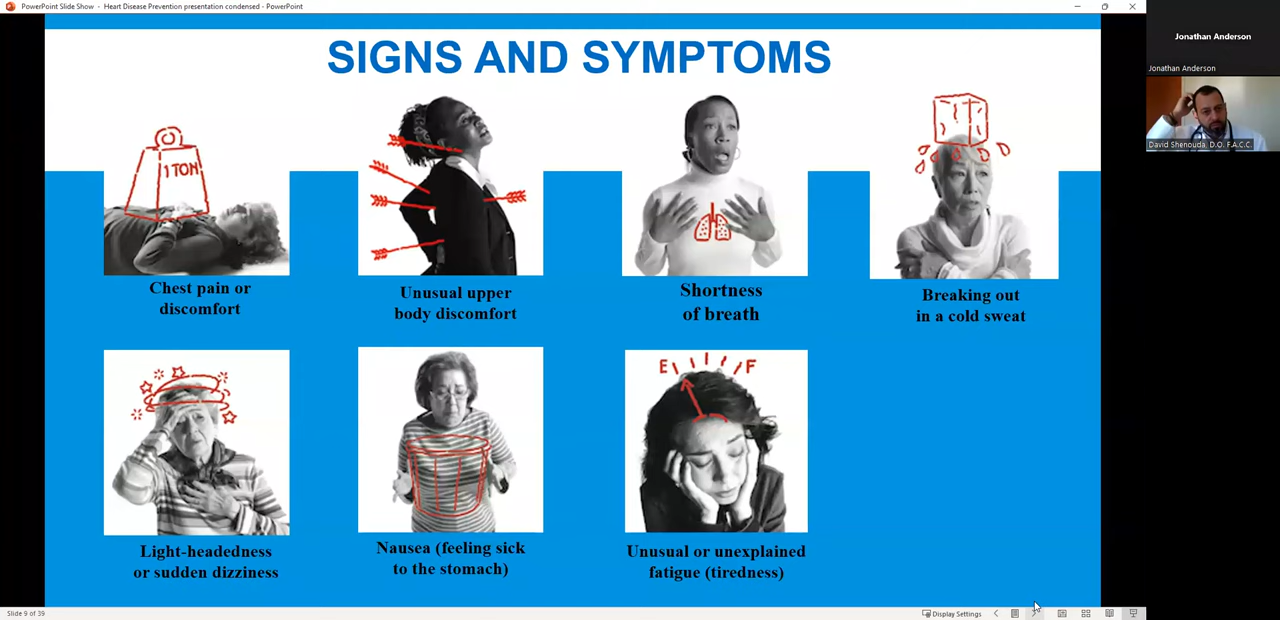 PowerPoint Slide Show - Heart Disease Prevention presentation condensed - PowerPoint
SIGNS AND SYMPTOMS
1 TON
Chest pain or
discomfort
Unusual upper
body discomfort
Shortness
of breath
Breaking out
in a cold sweat
Light-headedness
or sudden dizziness
Nausea (feeling sick
to the stomach)
E F
Unusual or unexplained
fatigue (tiredness)
Slide 9 of 39
Display Settings
Jonathan Anderson
Jonathan Anderson
David Shenouda, D.O. F.A.C.C.